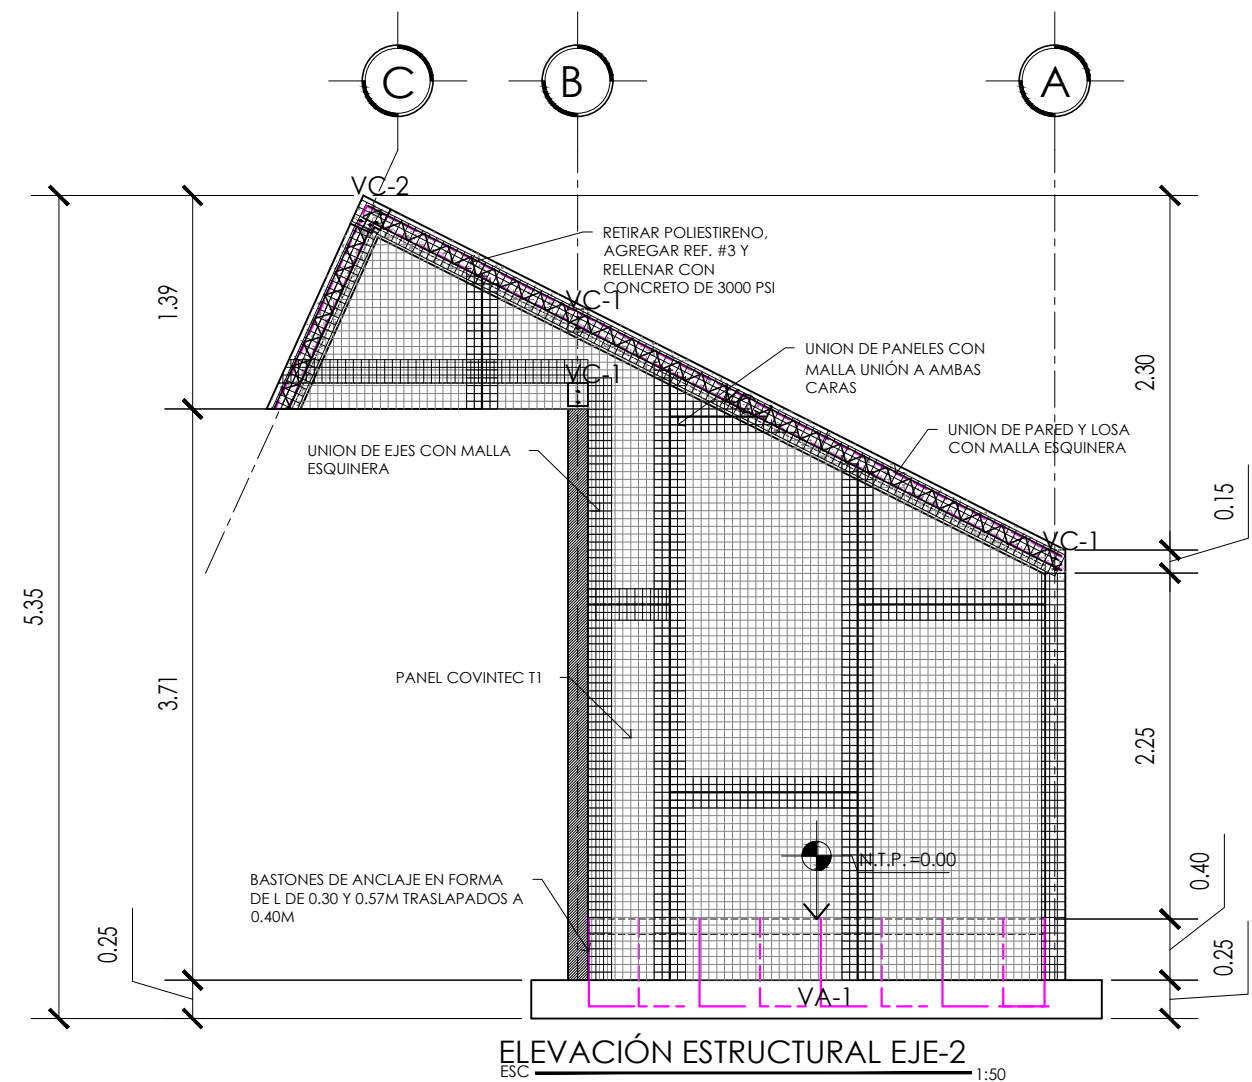 C
B
A
VC-2
RETIRAR POLIESTIRENO,
AGREGAR REF. #3 Y
RELLENAR CON
CONCRETO DE 3000 PSI
VC-1
1.39
VC-1
UNION DE PANELES CON
MALLA UNIÓN A AMBAS
CARAS
2.30
UNION DE EJES CON MALLA
ESQUINERA
UNION DE PARED Y LOSA
CON MALLA ESQUINERA
0.15
VC-1
5.35
3.71
PANEL COVINTEC T1
2.25
N.T.P.=0.00
BASTONES DE ANCLAJE EN FORMA
DE L DE 0.30 Y 0.57M TRASLAPADOS A
0.40M
0.40
0.25
0.25
VA-1
ELEVACIÓN ESTRUCTURAL EJE-2
ESC 1:50